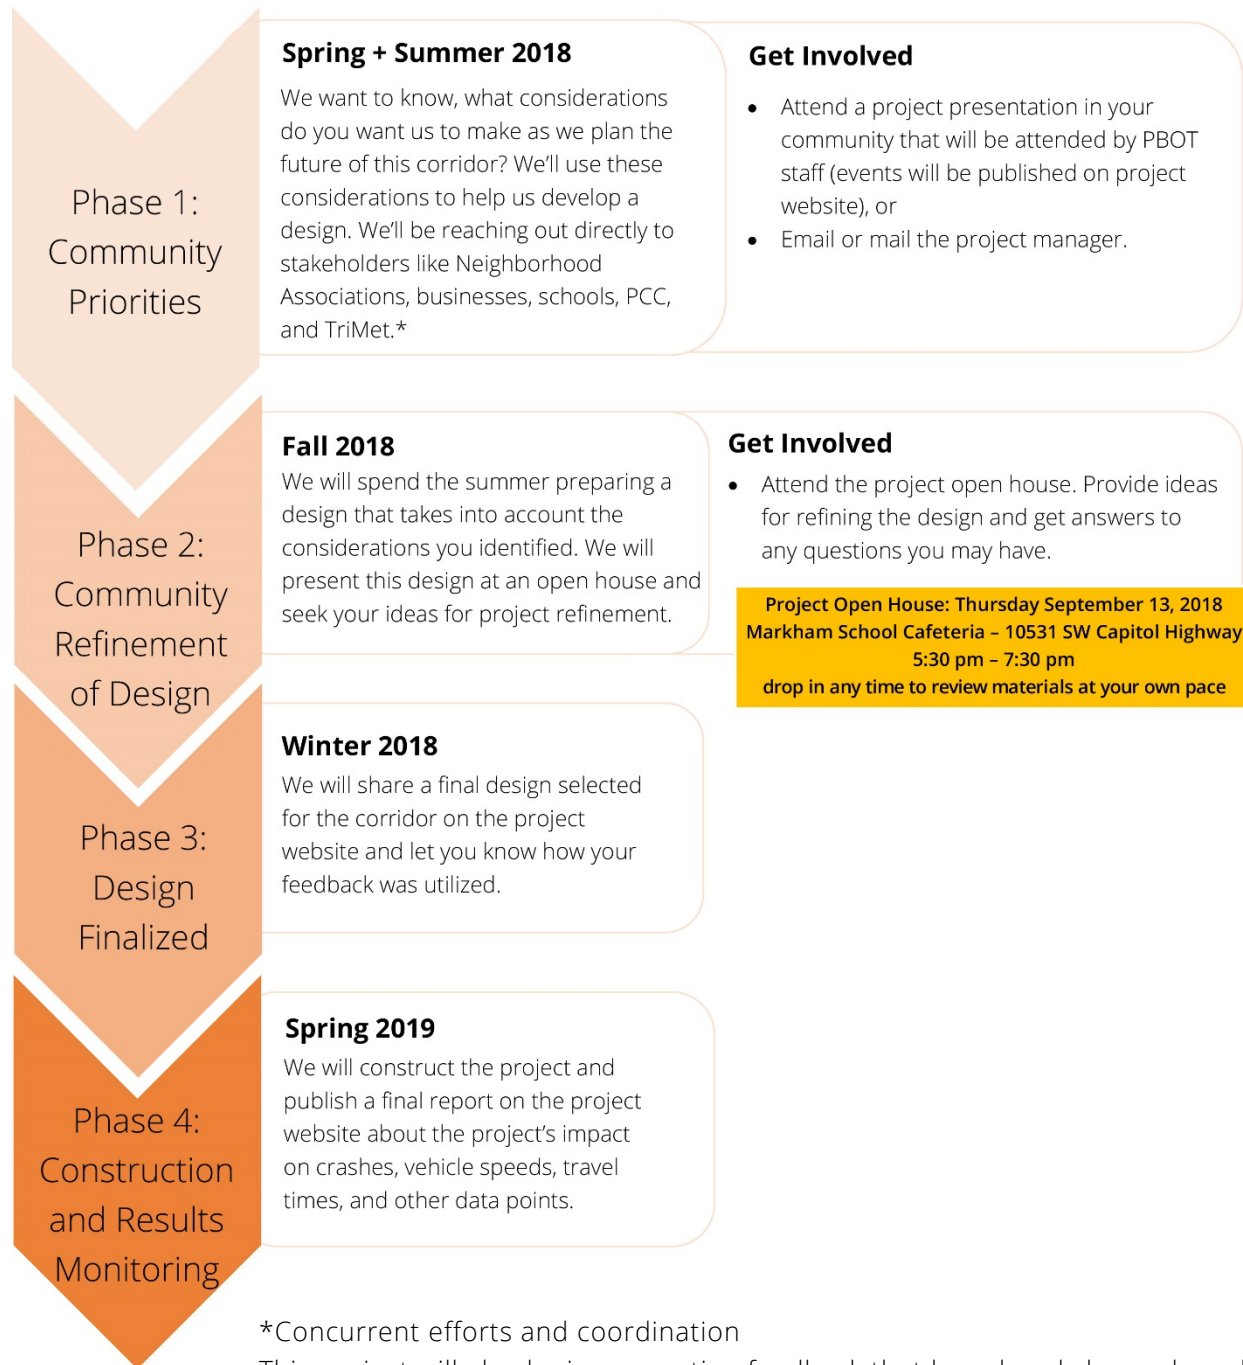 Phase 1:
Community
Priorities
Spring + Summer 2018
We want to know, what considerations
do you want us to make as we plan the
future of this corridor? We’ll use these
considerations to help us develop a
design. We’ll be reaching out directly to
stakeholders like Neighborhood
Associations, businesses, schools, PCC,
and TriMet.*
Get Involved
• Attend a project presentation in your
community that will be attended by PBOT
staff (events will be published on project
website), or
• Email or mail the project manager.
Phase 2:
Community
Refinement
of Design
Fall 2018
We will spend the summer preparing a
design that takes into account the
considerations you identified. We will
present this design at an open house and
seek your ideas for project refinement.
Get Involved
• Attend the project open house. Provide ideas
for refining the design and get answers to
any questions you may have.
Project Open House: Thursday September 13, 2018
Markham School Cafeteria – 10531 SW Capitol Highway
5:30 pm – 7:30 pm
drop in any time to review materials at your own pace
Phase 3:
Design
Finalized
Winter 2018
We will share a final design selected
for the corridor on the project
website and let you know how your
feedback was utilized.
Phase 4:
Construction
and Results
Monitoring
Spring 2019
We will construct the project and
publish a final report on the project
website about the project’s impact
on crashes, vehicle speeds, travel
times, and other data points.
*Concurrent efforts and coordination